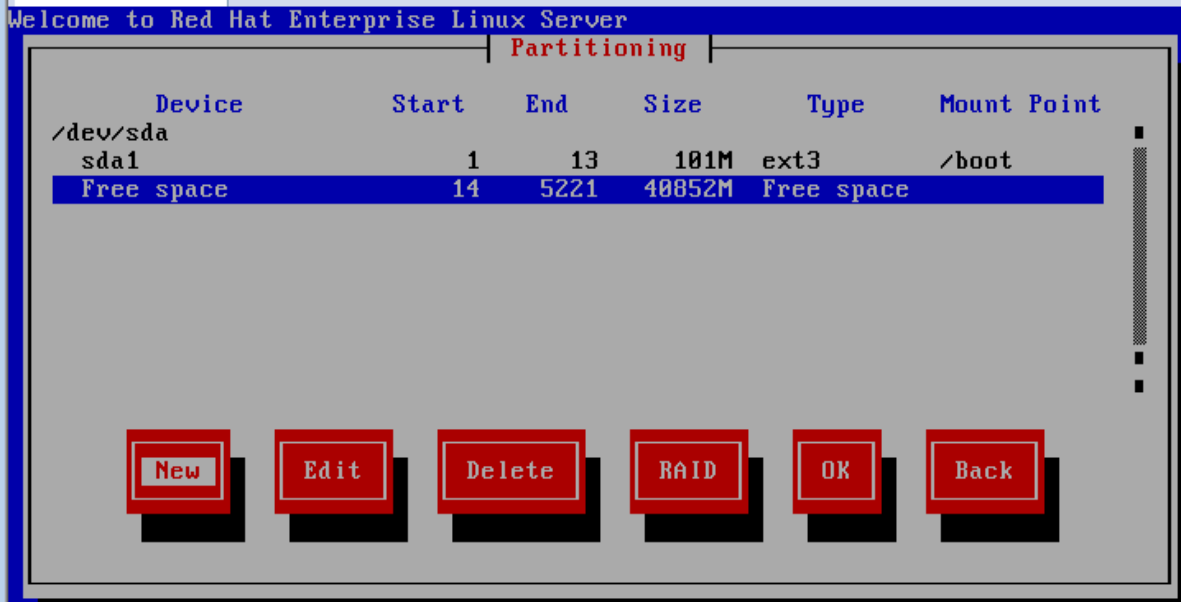 Welcome to Red Hat Enterprise Linux Server
Partitioning
Device Start End Size Type Mount Point
/dev/sda
sda1 1 13 101M ext3 /boot
Free space 14 5221 40852M Free space
New Edit Delete RAID OK Back